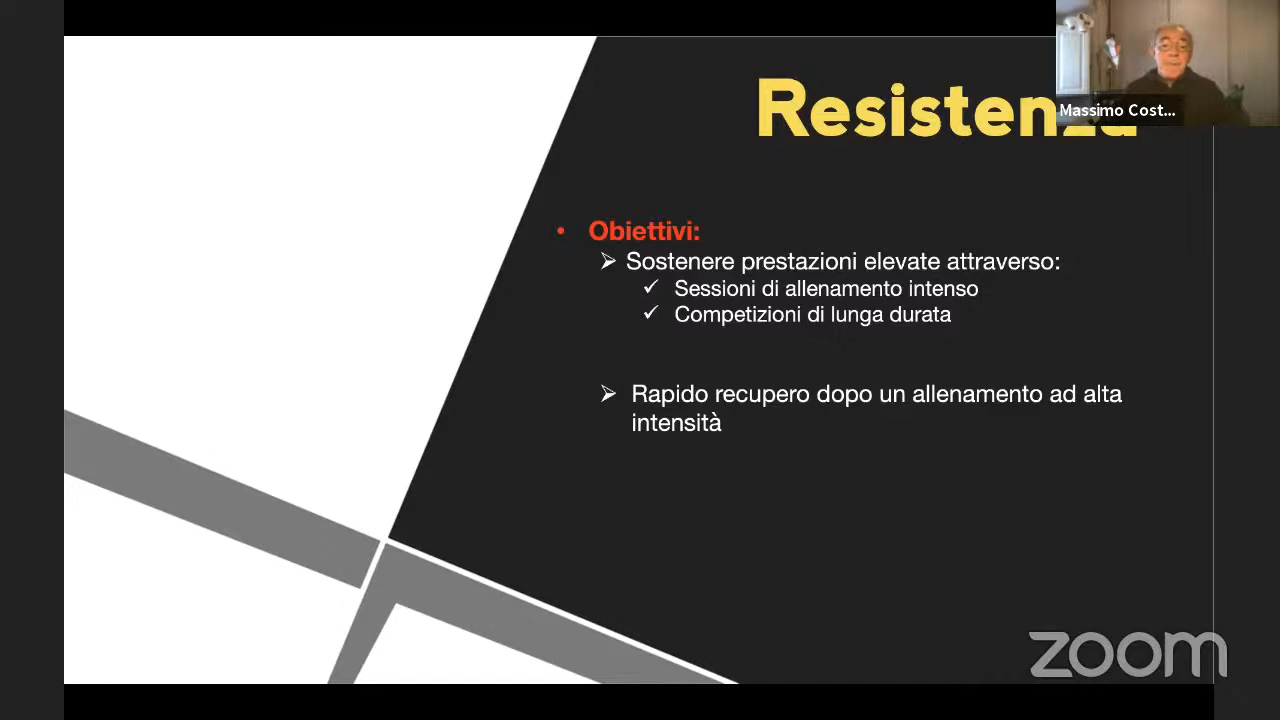 Resistenza
Massimo Cost...
• Obiettivi:
➢ Sostenere prestazioni elevate attraverso:
✓ Sessioni di allenamento intenso
✓ Competizioni di lunga durata
➢ Rapido recupero dopo un allenamento ad alta
intensità
zoom